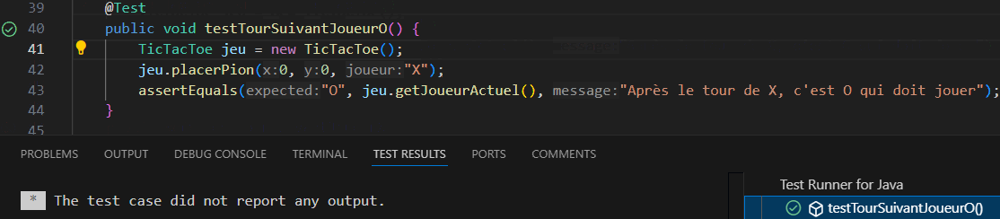 39 @Test
40 public void testTourSuivantJoueurO() {
41 TicTacToe jeu = new TicTacToe();
42 jeu.placerPion(x:0, y:0, joueur:"X");
43 assertEquals(expected:"O", jeu.getJoueurActuel(), message:"Après le tour de X, c'est O qui doit jouer");
44 }
45
PROBLEMS OUTPUT DEBUG CONSOLE TERMINAL TEST RESULTS PORTS COMMENTS
* The test case did not report any output.
Test Runner for Java
testTourSuivantJoueurO()